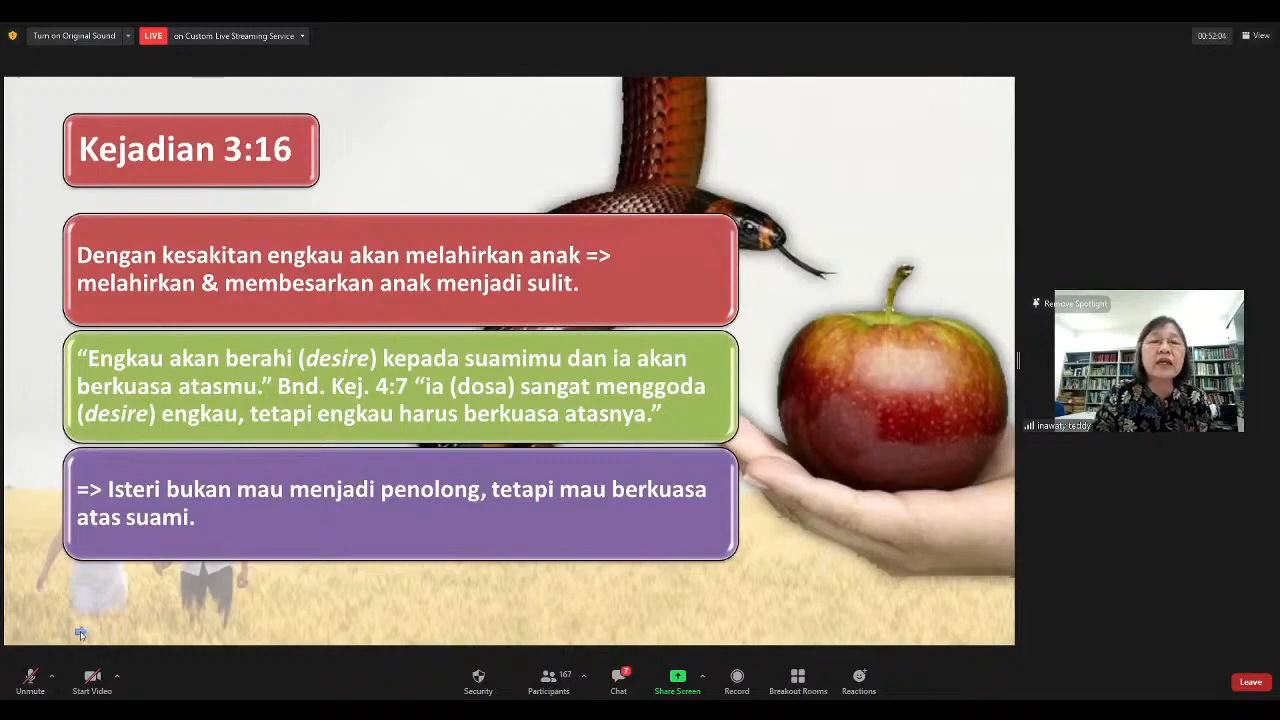 Turn on Original Sound
LIVE
on Custom Live Streaming Service
00:52:04
View
Kejadian 3:16
Dengan kesakitan engkau akan melahirkan anak =>
melahirkan & membesarkan anak menjadi sulit.
“Engkau akan berahi (desire) kepada suamimu dan ia akan
berkuasa atasmu.” Bnd. Kej. 4:7 “ia (dosa) sangat menggoda
(desire) engkau, tetapi engkau harus berkuasa atasnya.”
=> Isteri bukan mau menjadi penolong, tetapi mau berkuasa
atas suami.
Remove Spotlight
inawaty teddy
Unmute
Start Video
Security
167
Participants
7
Chat
Share Screen
Record
Breakout Rooms
Reactions
Leave